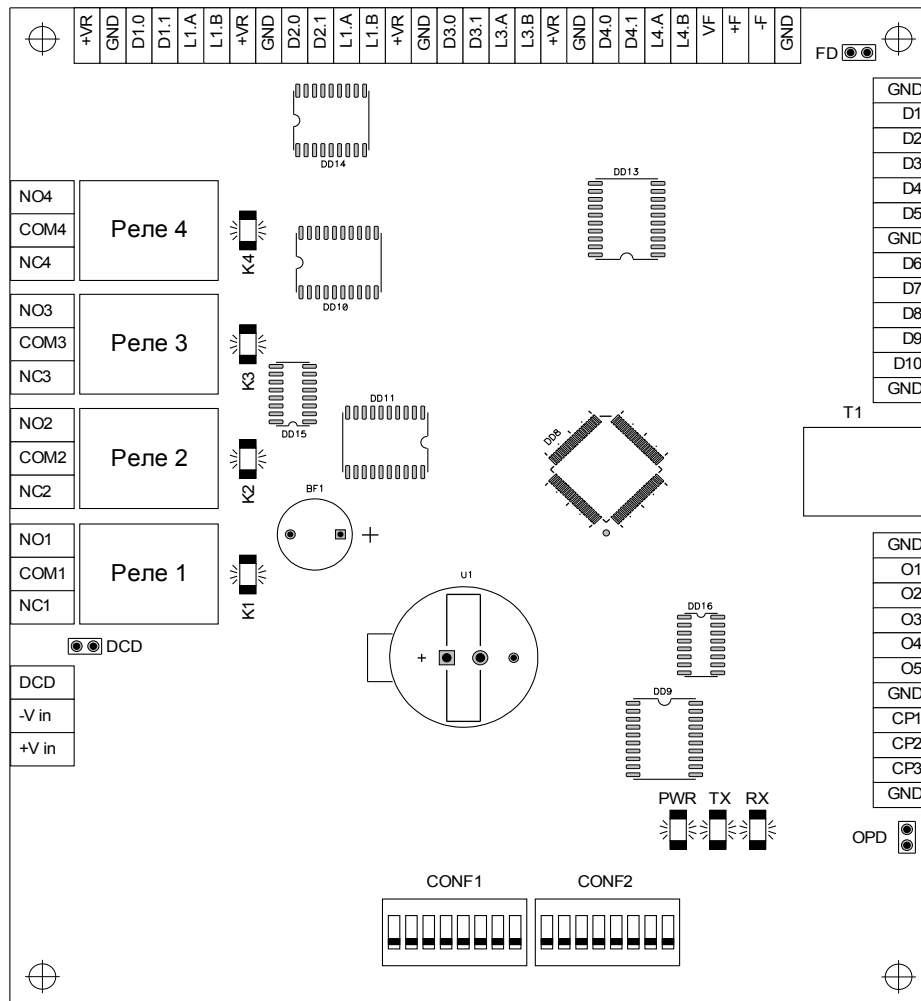 +VR
GND
D1.0
D1.1
L1.A
L1.B
+VR
GND
D2.0
D2.1
L1.A
L1.B
+VR
GND
D3.0
D3.1
L3.A
L3.B
+VR
GND
D4.0
D4.1
L4.A
L4.B
VF
+F
-F
GND
FD
GND
D1
D2
D3
D4
D5
GND
D6
D7
D8
D9
D10
GND
DD14
DD13
NO4
COM4
NC4
Реле 4
K4
DD10
NO3
COM3
NC3
Реле 3
K3
DD15
DD11
DD8
T1
NO2
COM2
NC2
Реле 2
K2
BF1
+
NO1
COM1
NC1
Реле 1
K1
U1
+
GND
O1
O2
O3
O4
O5
GND
CP1
CP2
CP3
GND
DCD
DCD
-V in
+V in
DD16
DD9
PWR TX RX
OPD
CONF1 CONF2